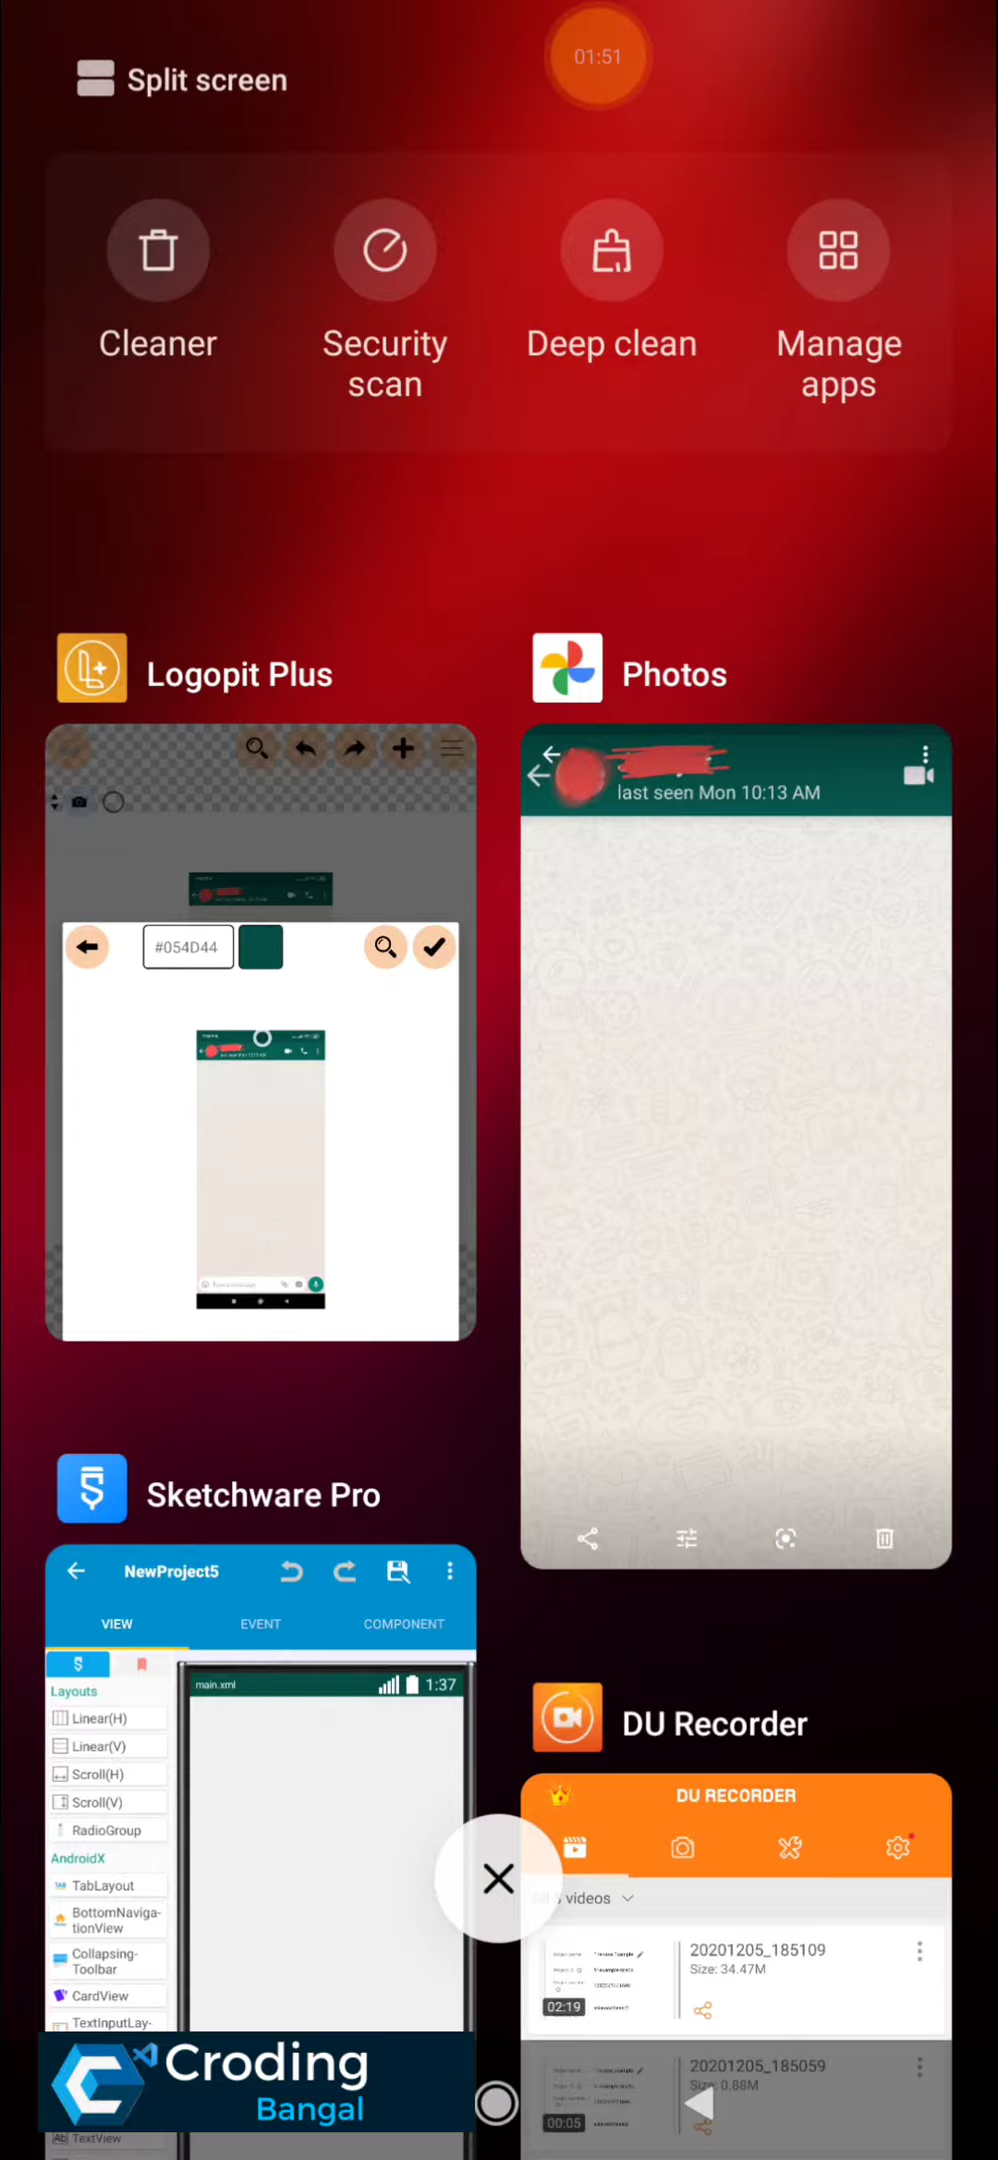 01:51
Split screen
Cleaner
Security
scan
Deep clean
Manage
apps
Logopit Plus
#054D44
Photos
last seen Mon 10:13 AM
Sketchware Pro
NewProject5
VIEW
EVENT
COMPONENT
main.xml
1:37
Layouts
Linear(H)
Linear(V)
Scroll(H)
Scroll(V)
RadioGroup
AndroidX
TAB TabLayout
BottomNaviga-
tionView
Collapsing-
Toolbar
CardView
TextInputLay-
Ab TextView
Croding
Bangal
DU Recorder
DU RECORDER
videos
20201205_185109
Size: 34.47M
02:19
20201205_185059
Size: 0.88M
00:05